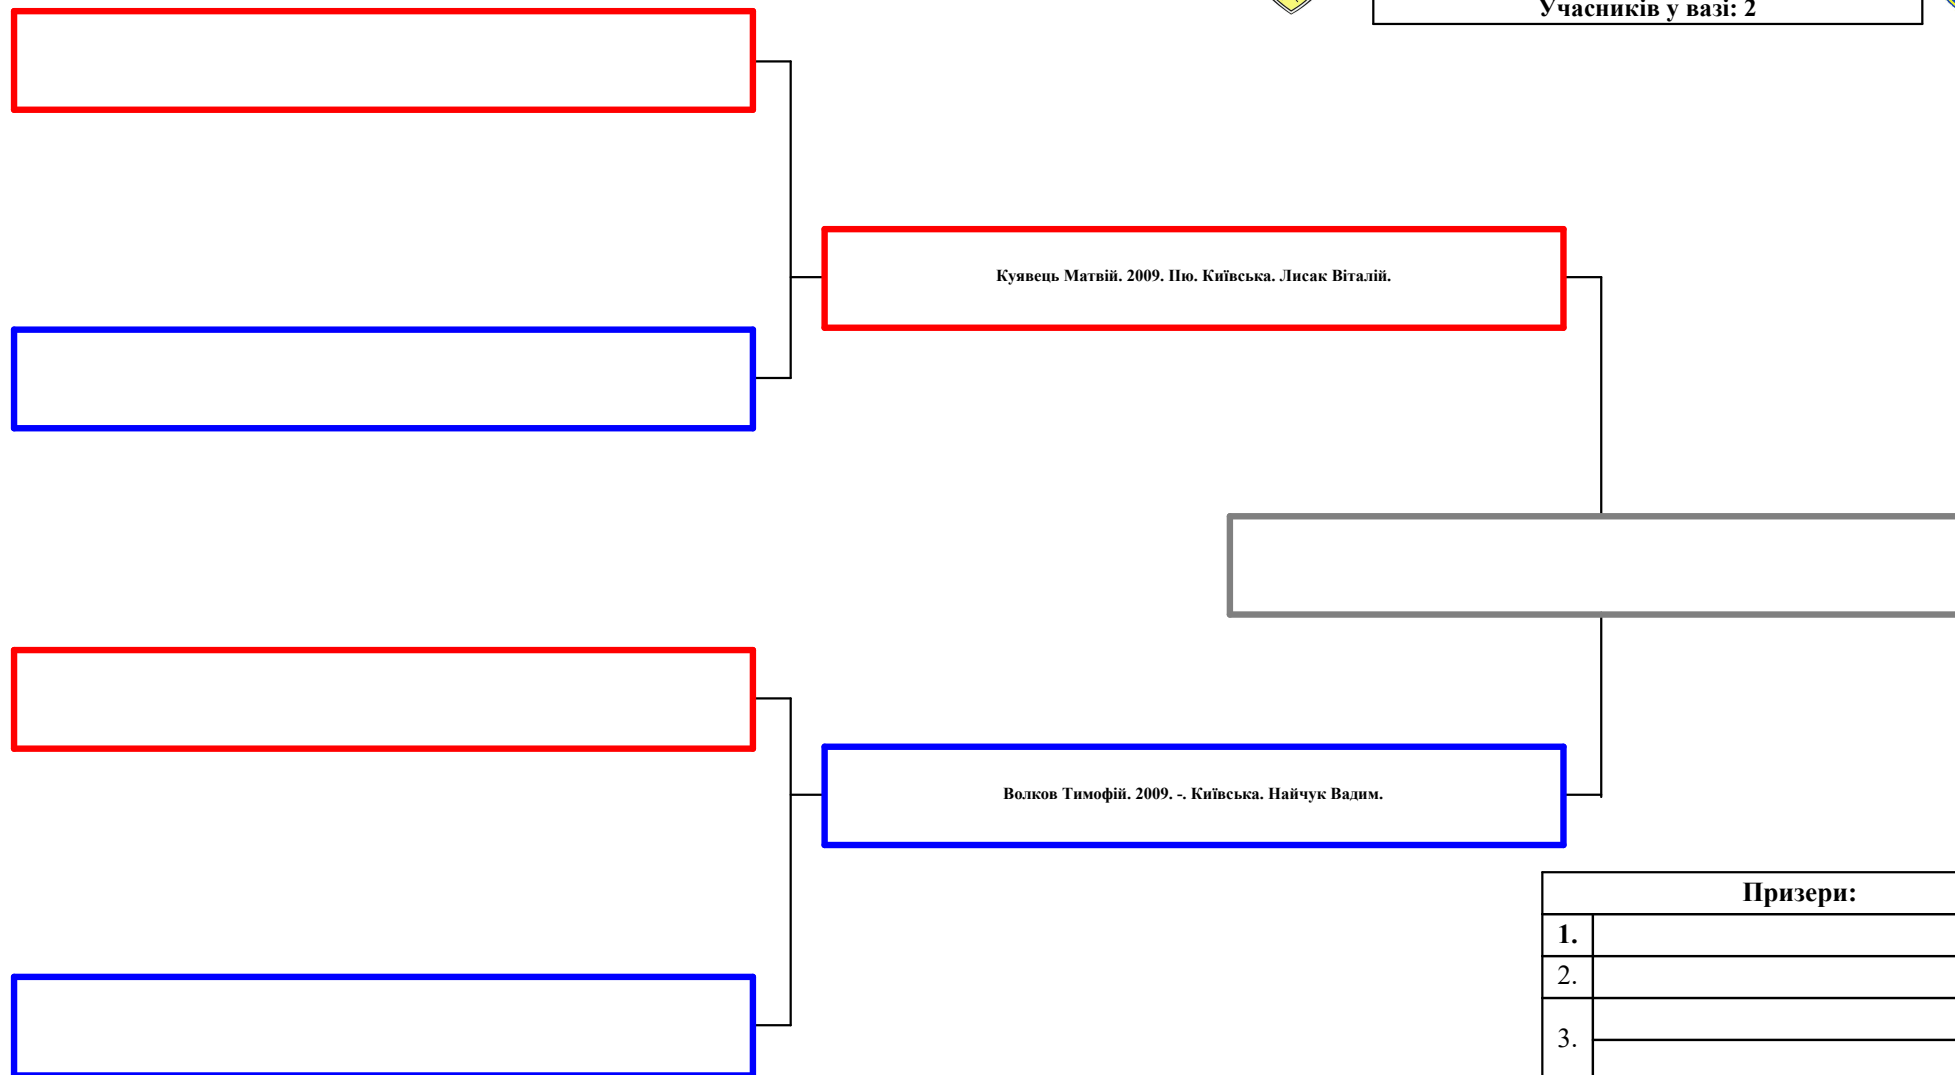 Учасників у вазі: 2
Куявець Матвій. 2009. ІІю. Київська. Лисак Віталій.
Волков Тимофій. 2009. -. Київська. Найчук Вадим.
Призери:
1.
2.
3.